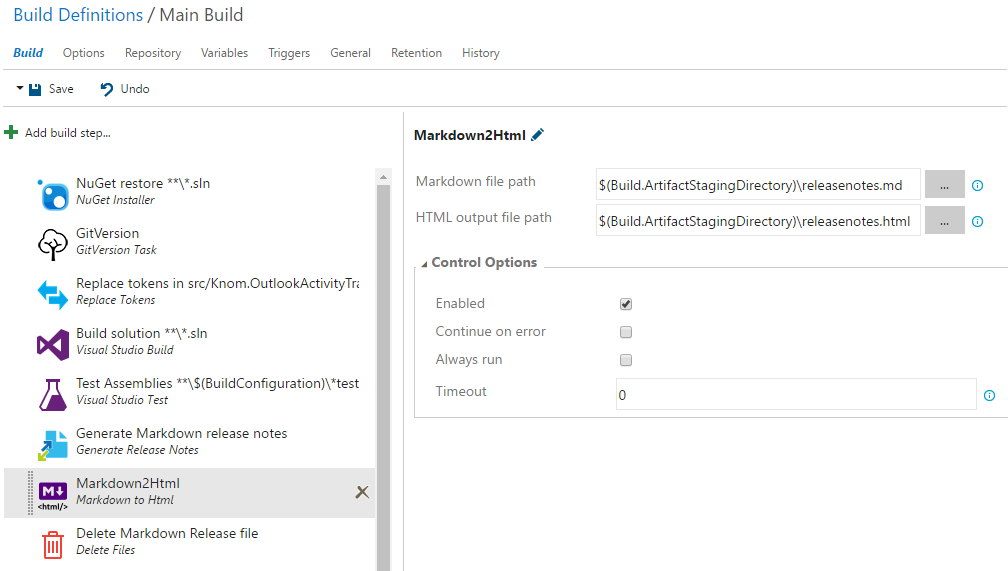 Build Definitions / Main Build
Build Options Repository Variables Triggers General Retention History
Save Undo
Add build step...
NuGet restore **\*.sln
NuGet Installer
GitVersion
GitVersion Task
Replace tokens in src/Knom.OutlookActivityTra
Replace Tokens
Build solution **\*.sln
Visual Studio Build
Test Assemblies **\$(BuildConfiguration)\*test
Visual Studio Test
Generate Markdown release notes
Generate Release Notes
M↓
<html/>
Markdown2Html
Markdown to Html
Delete Markdown Release file
Delete Files
Markdown2Html
Markdown file path $(Build.ArtifactStagingDirectory)\releasenotes.md ...
HTML output file path $(Build.ArtifactStagingDirectory)\releasenotes.html ...
Control Options
Enabled
Continue on error
Always run
Timeout 0